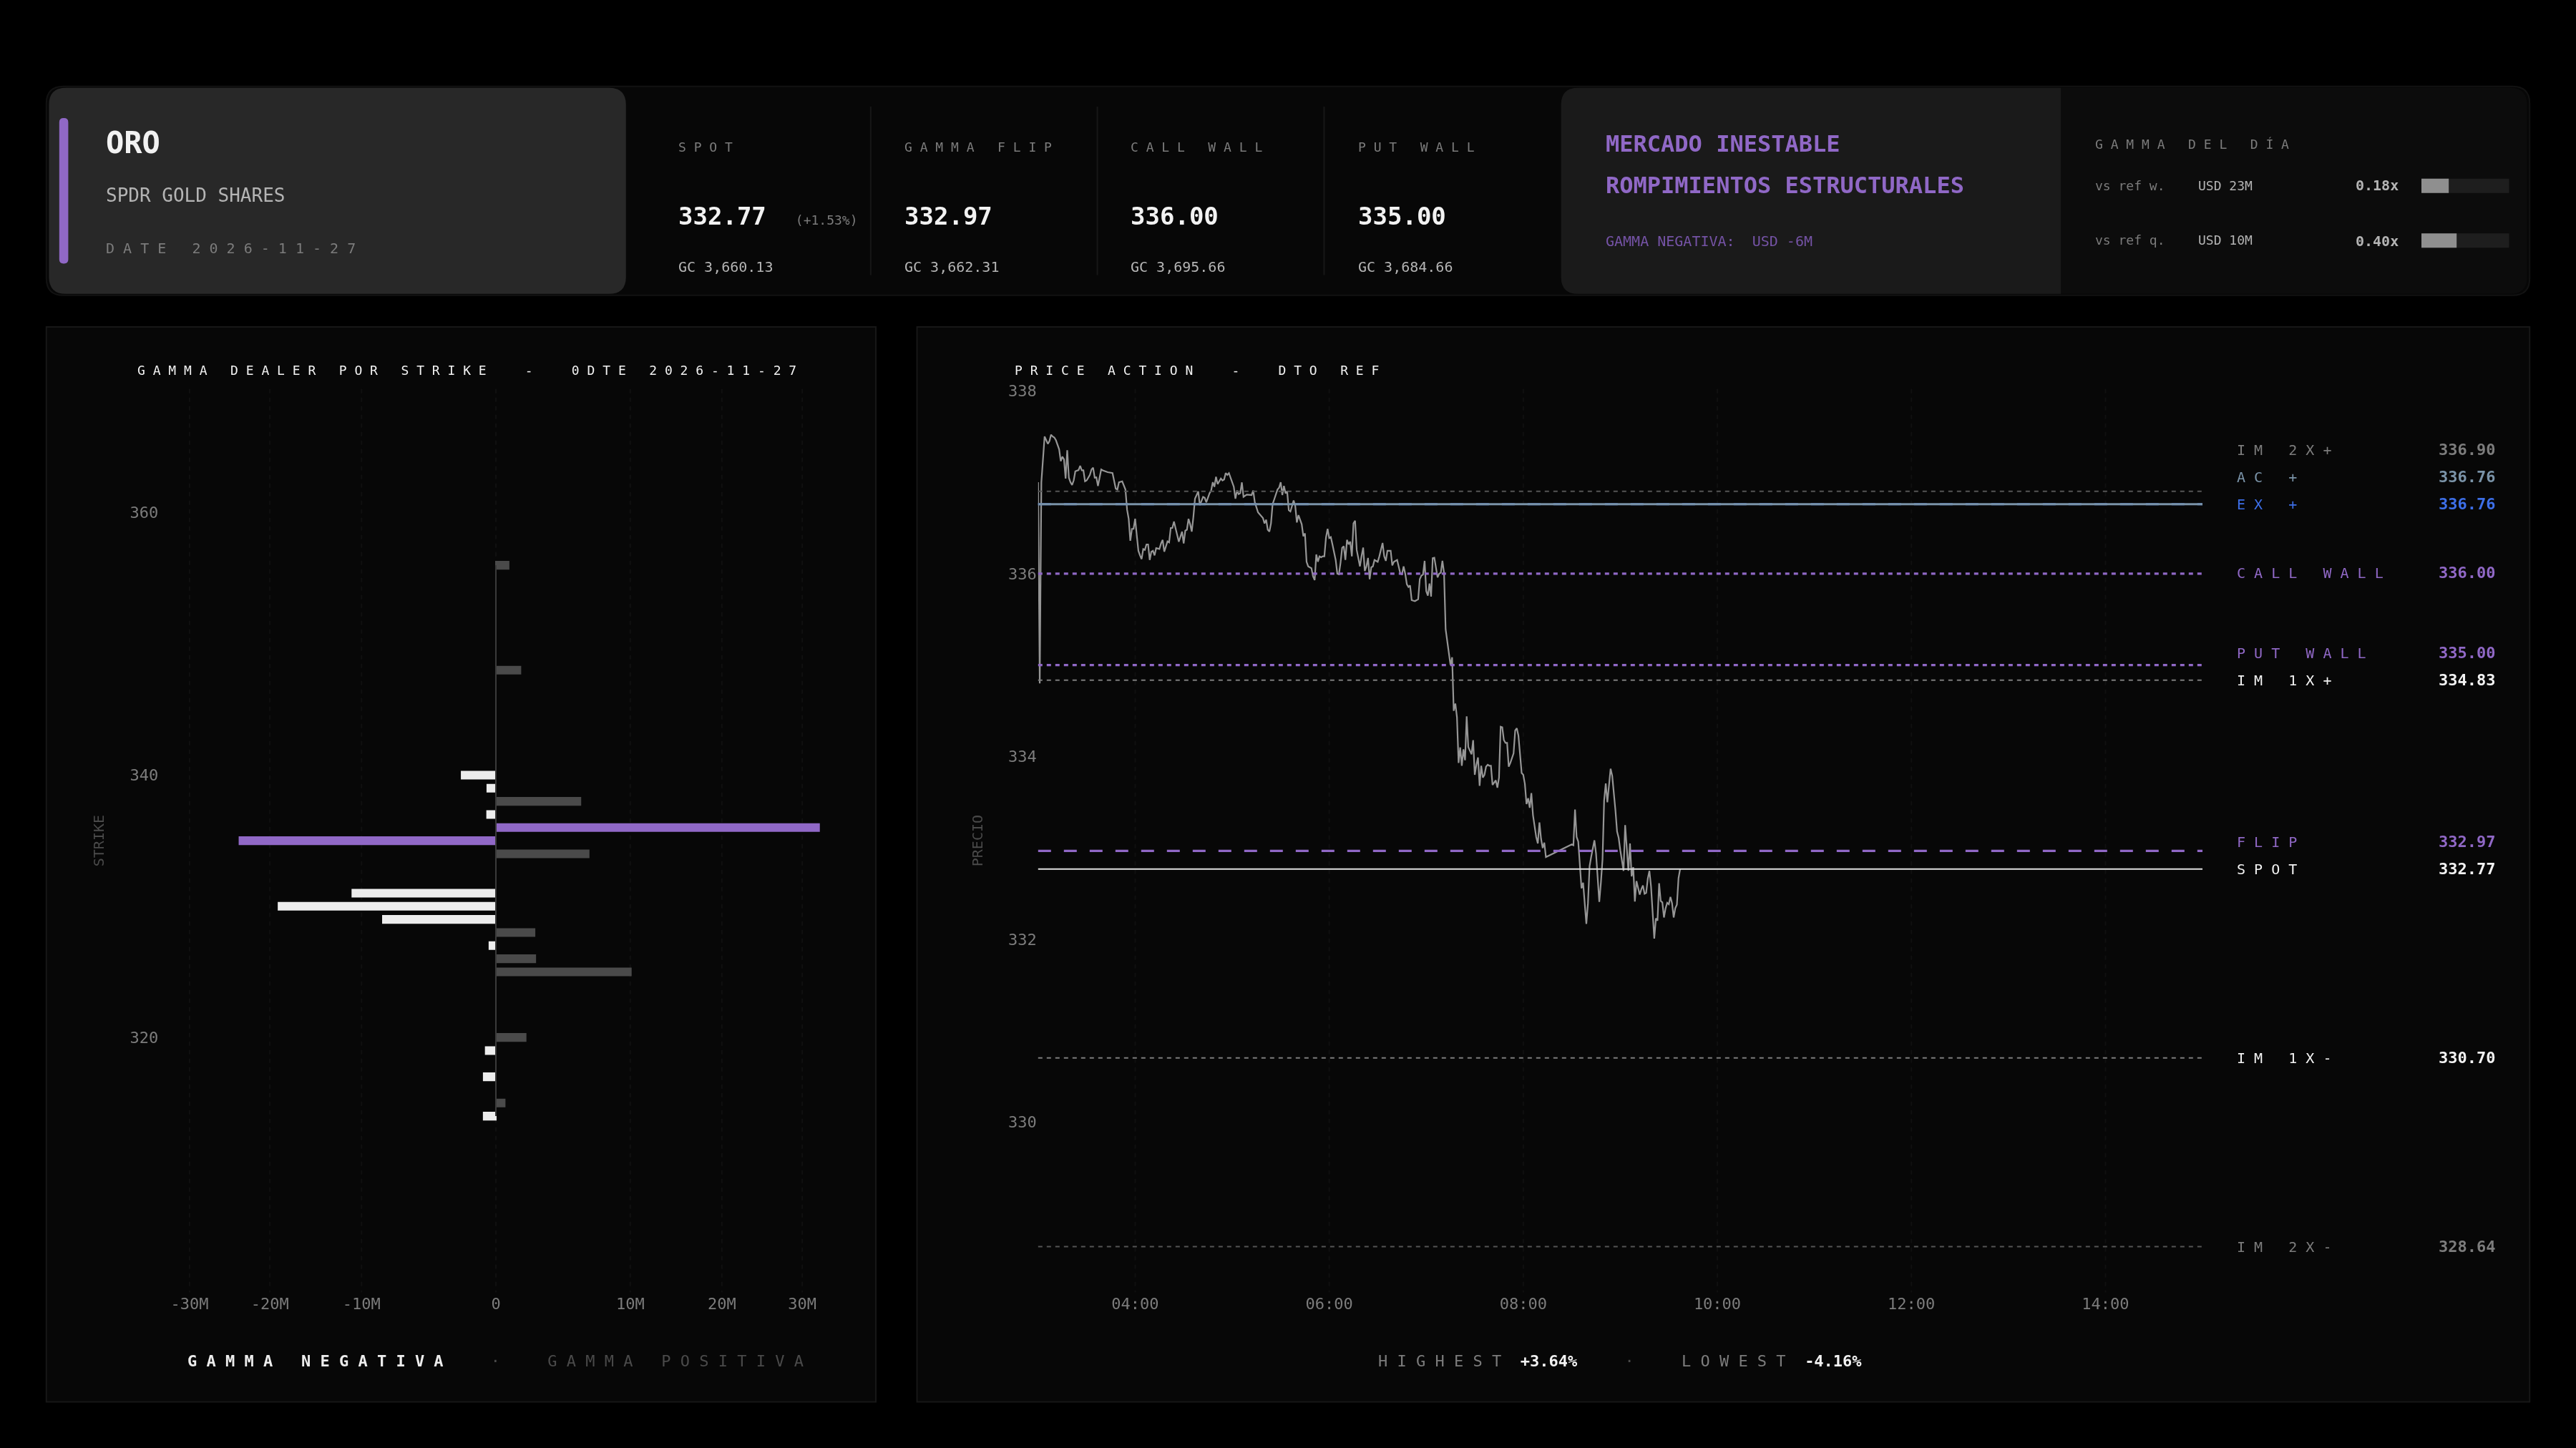 ORO
SPDR GOLD SHARES
DATE 2026-11-27
SPOT
332.77 (+1.53%)
GC 3,660.13
GAMMA FLIP
332.97
GC 3,662.31
CALL WALL
336.00
GC 3,695.66
PUT WALL
335.00
GC 3,684.66
MERCADO INESTABLE
ROMPIMIENTOS ESTRUCTURALES
GAMMA NEGATIVA: USD -6M
GAMMA DEL DÍA
vs ref w. USD 23M 0.18x
vs ref q. USD 10M 0.40x
GAMMA DEALER POR STRIKE - 0DTE 2026-11-27
STRIKE
360
340
320
-30M -20M -10M 0 10M 20M 30M
GAMMA NEGATIVA · GAMMA POSITIVA
PRICE ACTION - DTO REF
PRECIO
338
336
334
332
330
04:00 06:00 08:00 10:00 12:00 14:00
IM 2X+ 336.90
AC + 336.76
EX + 336.76
CALL WALL 336.00
PUT WALL 335.00
IM 1X+ 334.83
FLIP 332.97
SPOT 332.77
IM 1X- 330.70
IM 2X- 328.64
HIGHEST +3.64% · LOWEST -4.16%